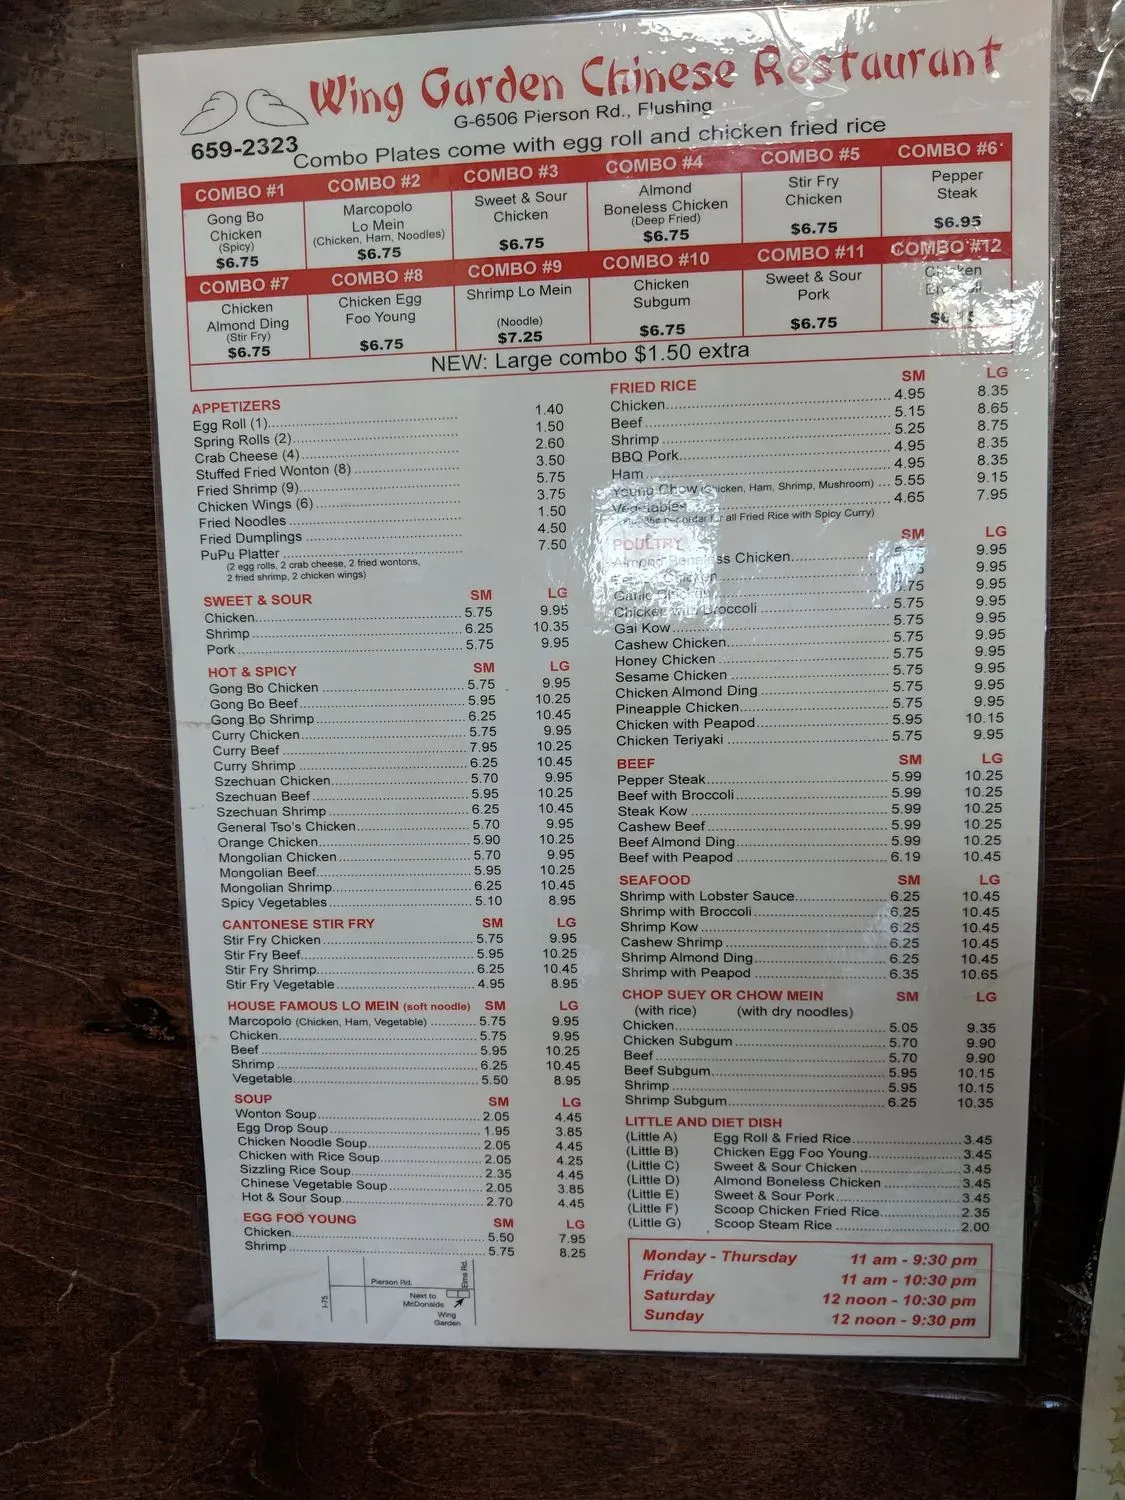 Wing Garden Chinese Restaurant
G-6506 Pierson Rd., Flushing
659-2323
Combo Plates come with egg roll and chicken fried rice
COMBO #1 COMBO #2 COMBO #3 COMBO #4 COMBO #5 COMBO #6
Gong Bo Chicken (Spicy) $6.75
Marcopolo Lo Mein (Chicken, Ham, Noodles) $6.75
Sweet & Sour Chicken $6.75
Almond Boneless Chicken (Deep Fried) $6.75
Stir Fry Chicken $6.75
Pepper Steak $6.95
COMBO #7 COMBO #8 COMBO #9 COMBO #10 COMBO #11 COMBO #12
Chicken Almond Ding (Stir Fry) $6.75
Chicken Egg Foo Young $6.75
Shrimp Lo Mein (Noodle) $7.25
Chicken Subgum $6.75
Sweet & Sour Pork $6.75
Chicken
NEW: Large combo $1.50 extra
APPETIZERS
Egg Roll (1) 1.40
Spring Rolls (2) 1.50
Crab Cheese (4) 2.60
Stuffed Fried Wonton (8) 3.50
Fried Shrimp (9) 5.75
Chicken Wings (6) 3.75
Fried Noodles 1.50
Fried Dumplings 4.50
PuPu Platter 7.50
(2 egg rolls, 2 crab cheese, 2 fried wontons,
2 fried shrimp, 2 chicken wings)
SWEET & SOUR SM LG
Chicken 5.75 9.95
Shrimp 6.25 10.35
Pork 5.75 9.95
HOT & SPICY SM LG
Gong Bo Chicken 5.75 9.95
Gong Bo Beef 5.95 10.25
Gong Bo Shrimp 6.25 10.45
Curry Chicken 5.75 9.95
Curry Beef 7.95 10.25
Curry Shrimp 6.25 10.45
Szechuan Chicken 5.70 9.95
Szechuan Beef 5.95 10.25
Szechuan Shrimp 6.25 10.45
General Tso's Chicken 5.70 9.95
Orange Chicken 5.90 10.25
Mongolian Chicken 5.70 9.95
Mongolian Beef 5.95 10.25
Mongolian Shrimp 6.25 10.45
Spicy Vegetables 5.10 8.95
CANTONESE STIR FRY SM LG
Stir Fry Chicken 5.75 9.95
Stir Fry Beef 5.95 10.25
Stir Fry Shrimp 6.25 10.45
Stir Fry Vegetable 4.95 8.95
HOUSE FAMOUS LO MEIN (soft noodle) SM LG
Marcopolo (Chicken, Ham, Vegetable) 5.75 9.95
Chicken 5.75 9.95
Beef 5.95 10.25
Shrimp 6.25 10.45
Vegetable 5.50 8.95
SOUP SM LG
Wonton Soup 2.05 4.45
Egg Drop Soup 1.95 3.85
Chicken Noodle Soup 2.05 4.45
Chicken with Rice Soup 2.05 4.25
Sizzling Rice Soup 2.35 4.45
Chinese Vegetable Soup 2.05 3.85
Hot & Sour Soup 2.70 4.45
EGG FOO YOUNG SM LG
Chicken 5.50 7.95
Shrimp 5.75 8.25
I-75
Pierson Rd.
Elms Rd.
Next to
McDonalds
Wing
Garden
FRIED RICE SM LG
Chicken 4.95 8.35
Beef 5.15 8.65
Shrimp 5.25 8.75
BBQ Pork 4.95 8.35
Ham 4.95 8.35
Young Chow (Chicken, Ham, Shrimp, Mushroom) 5.55 9.15
Vegetables 4.65 7.95
per order for all Fried Rice with Spicy Curry)
POULTRY SM LG
Almond Boneless Chicken 9.95
Chicken 9.95
Garlic Chicken 5.75 9.95
Chicken with Broccoli 5.75 9.95
Gai Kow 5.75 9.95
Cashew Chicken 5.75 9.95
Honey Chicken 5.75 9.95
Sesame Chicken 5.75 9.95
Chicken Almond Ding 5.75 9.95
Pineapple Chicken 5.75 9.95
Chicken with Peapod 5.95 10.15
Chicken Teriyaki 5.75 9.95
BEEF SM LG
Pepper Steak 5.99 10.25
Beef with Broccoli 5.99 10.25
Steak Kow 5.99 10.25
Cashew Beef 5.99 10.25
Beef Almond Ding 5.99 10.25
Beef with Peapod 6.19 10.45
SEAFOOD SM LG
Shrimp with Lobster Sauce 6.25 10.45
Shrimp with Broccoli 6.25 10.45
Shrimp Kow 6.25 10.45
Cashew Shrimp 6.25 10.45
Shrimp Almond Ding 6.25 10.45
Shrimp with Peapod 6.35 10.65
CHOP SUEY OR CHOW MEIN SM LG
(with rice) (with dry noodles)
Chicken 5.05 9.35
Chicken Subgum 5.70 9.90
Beef 5.70 9.90
Beef Subgum 5.95 10.15
Shrimp 5.95 10.15
Shrimp Subgum 6.25 10.35
LITTLE AND DIET DISH
(Little A) Egg Roll & Fried Rice 3.45
(Little B) Chicken Egg Foo Young 3.45
(Little C) Sweet & Sour Chicken 3.45
(Little D) Almond Boneless Chicken 3.45
(Little E) Sweet & Sour Pork 3.45
(Little F) Scoop Chicken Fried Rice 2.35
(Little G) Scoop Steam Rice 2.00
Monday - Thursday 11 am - 9:30 pm
Friday 11 am - 10:30 pm
Saturday 12 noon - 10:30 pm
Sunday 12 noon - 9:30 pm